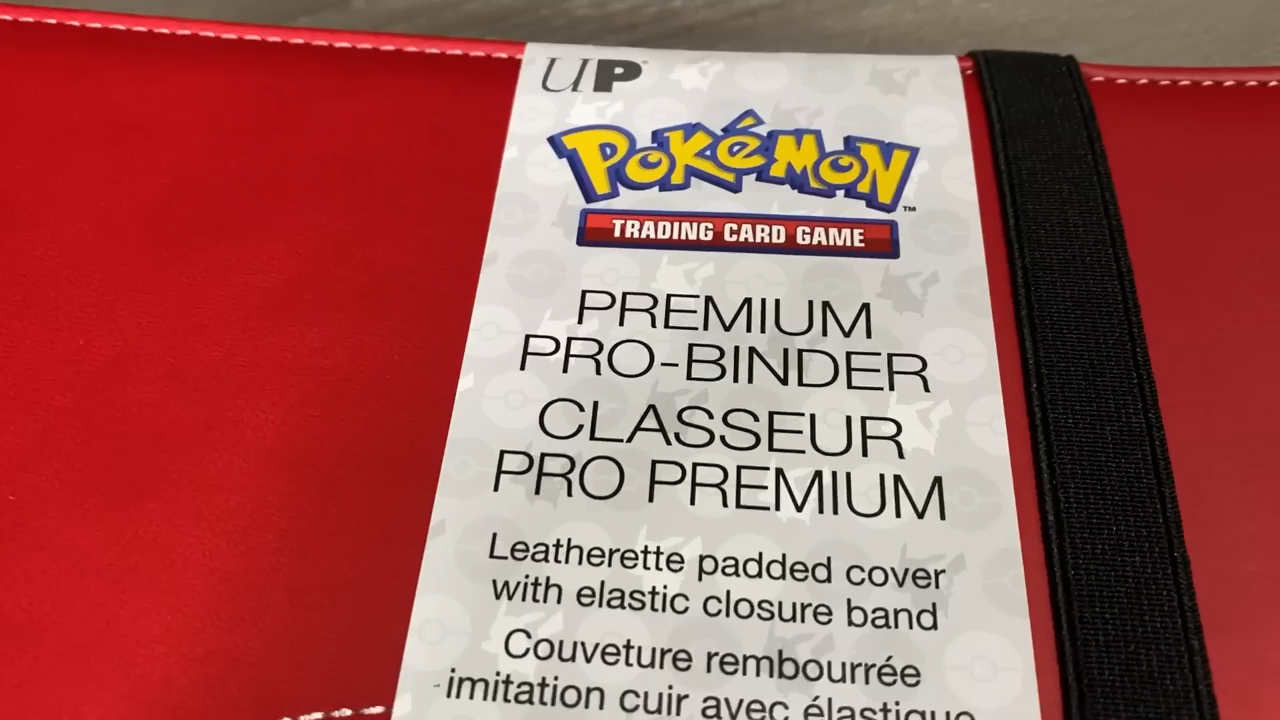 UP
POKéMON
TRADING CARD GAME
PREMIUM
PRO-BINDER
CLASSEUR
PRO PREMIUM
Leatherette padded cover
with elastic closure band
Couveture rembourrée
imitation cuir avec élastique